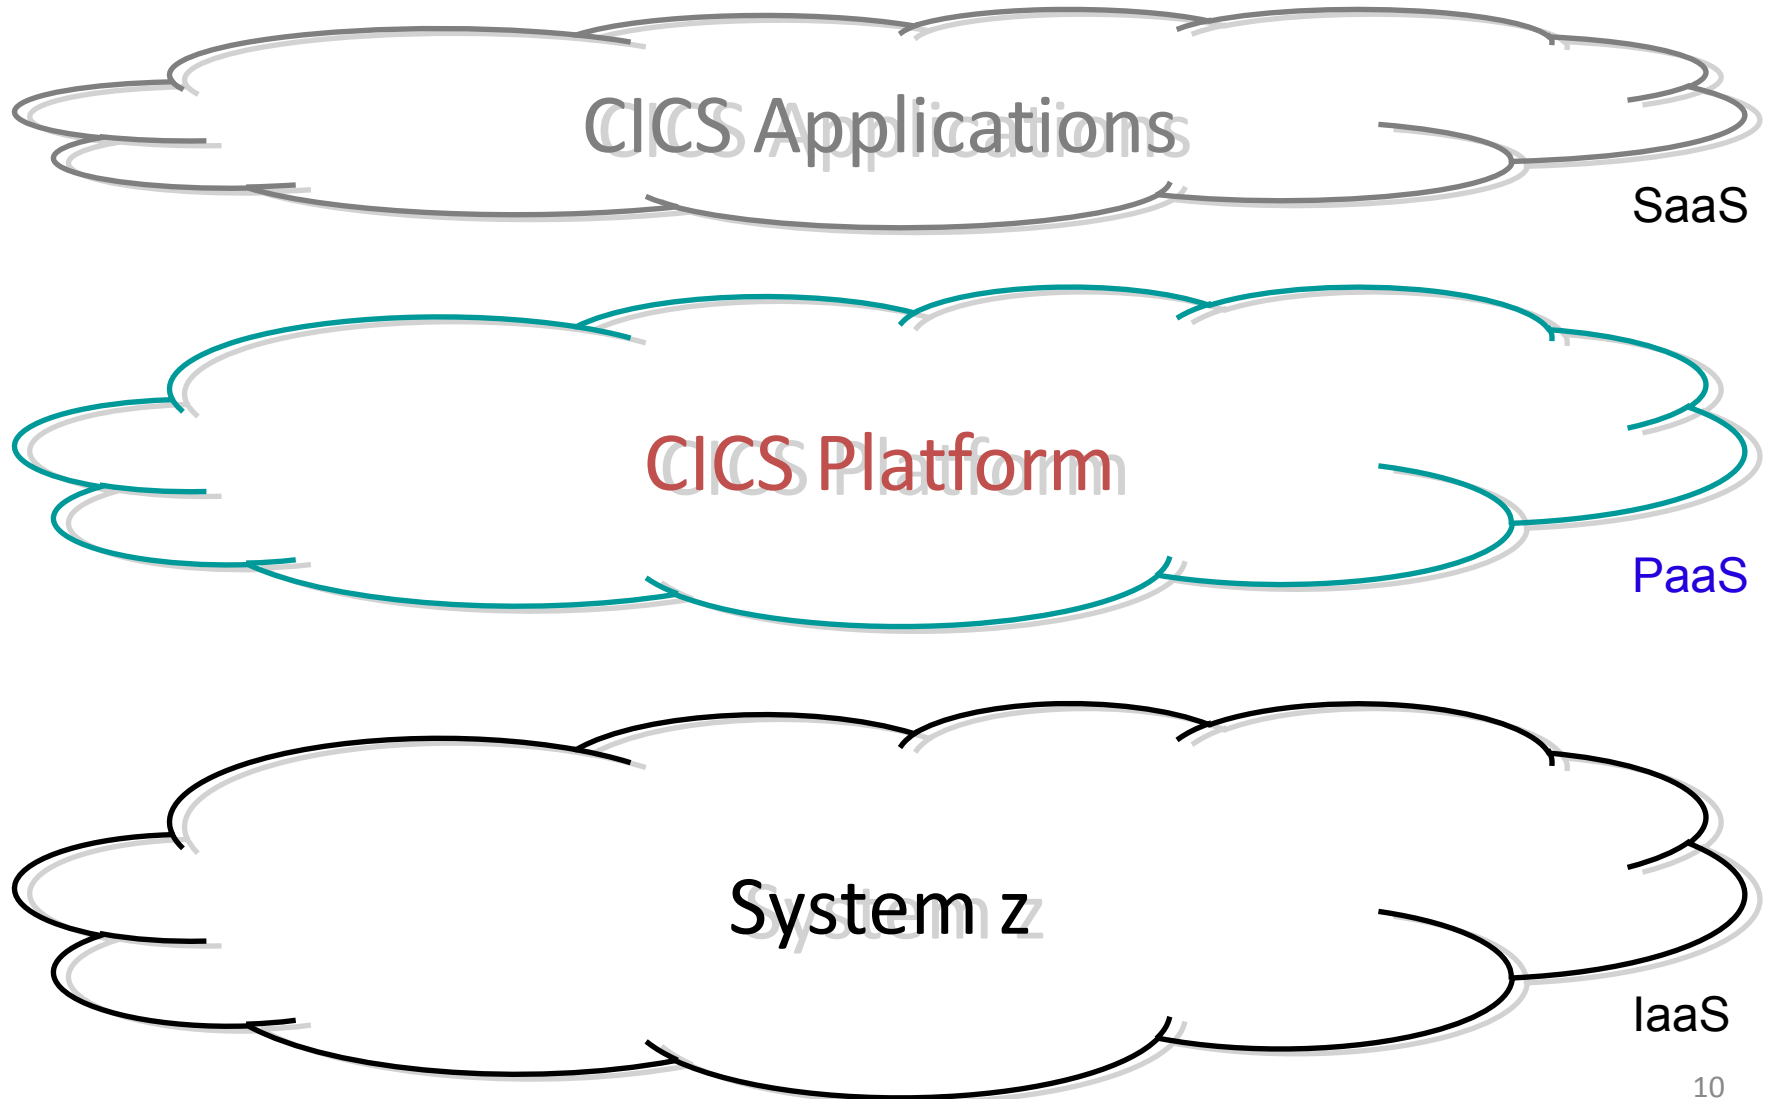 CICS Applications
SaaS
CICS Platform
PaaS
System z
IaaS
10